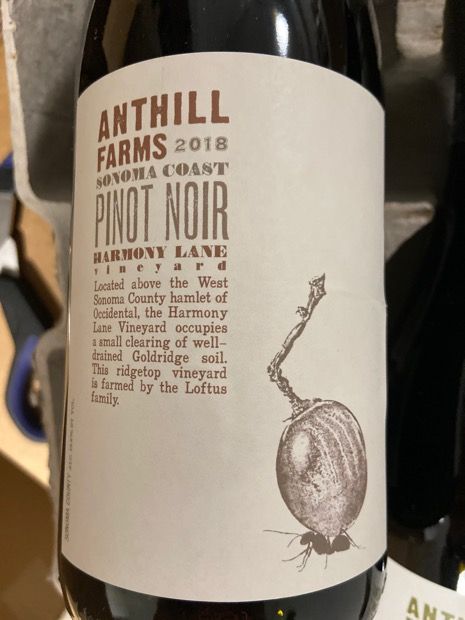 ANTHILL
FARMS 2018
SONOMA COAST
PINOT NOIR
HARMONY LANE
vineyard
Located above the West
Sonoma County hamlet of
Occidental, the Harmony
Lane Vineyard occupies
a small clearing of well-
drained Goldridge soil.
This ridgetop vineyard
is farmed by the Loftus
family.
SONOMA COUNTY